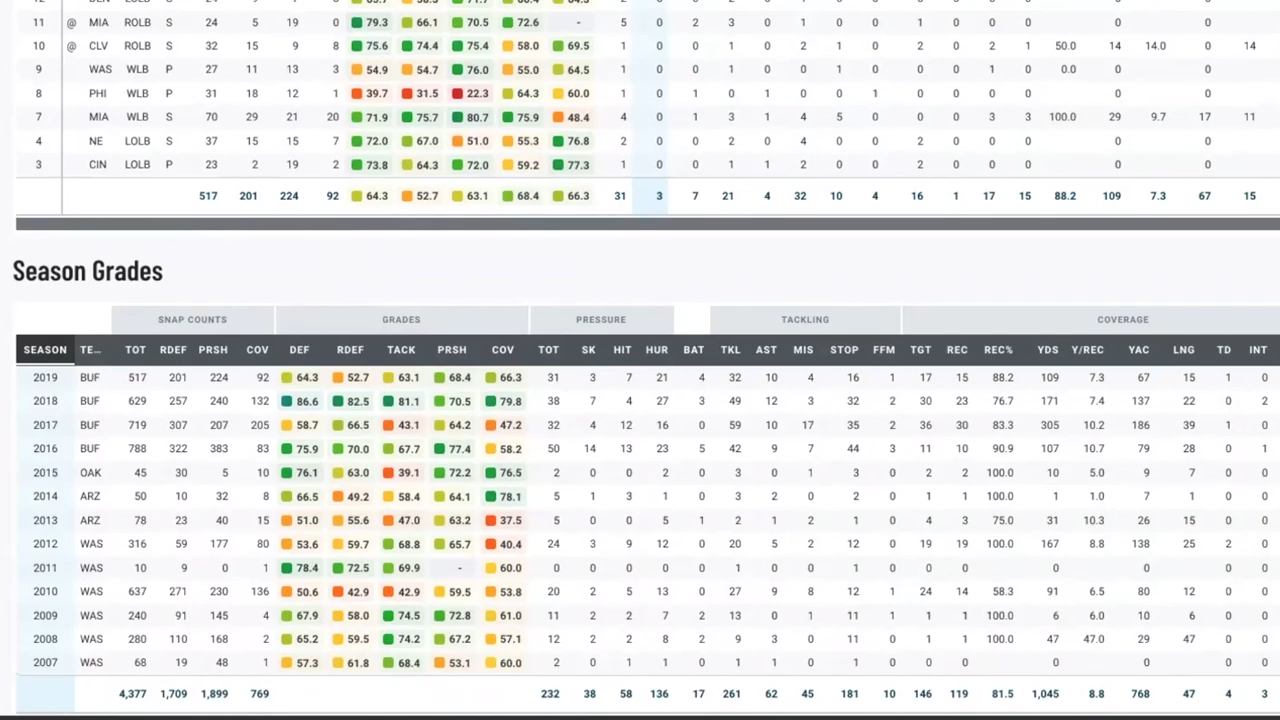 11 @ MIA ROLB S 24 5 19 0 79.3 66.1 70.5 72.6 - 5 0 2 3 0 1 0 1 0 0 0 0 0
10 @ CLV ROLB S 32 15 9 8 75.6 74.4 75.4 58.0 69.5 1 0 0 1 0 2 1 0 2 0 2 1 50.0 14 14.0 0 14
9 WAS WLB P 27 11 13 3 54.9 54.7 76.0 55.0 64.5 1 0 0 1 0 0 1 0 0 0 1 0 0.0 0 0
8 PHI WLB P 31 18 12 1 39.7 31.5 22.3 64.3 60.0 1 0 1 0 1 0 0 1 0 0 0 0 0 0
7 MIA WLB S 70 29 21 20 71.9 75.7 80.7 75.9 48.4 4 0 1 3 1 4 5 0 0 0 3 3 100.0 29 9.7 17 11
4 NE LOLB S 37 15 15 7 72.0 67.0 51.0 55.3 76.8 2 0 0 2 0 4 0 0 2 0 0 0 0 0
3 CIN LOLB P 23 2 19 2 73.8 64.3 72.0 59.2 77.3 1 0 0 1 1 2 0 0 2 0 0 0 0 0
517 201 224 92 64.3 52.7 63.1 68.4 66.3 31 3 7 21 4 32 10 4 16 1 17 15 88.2 109 7.3 67 15
Season Grades
SNAP COUNTS GRADES PRESSURE TACKLING COVERAGE
SEASON TE... TOT RDEF PRSH COV DEF RDEF TACK PRSH COV TOT SK HIT HUR BAT TKL AST MIS STOP FFM TGT REC REC% YDS Y/REC YAC LNG TD INT
2019 BUF 517 201 224 92 64.3 52.7 63.1 68.4 66.3 31 3 7 21 4 32 10 4 16 1 17 15 88.2 109 7.3 67 15 1 0
2018 BUF 629 257 240 132 86.6 82.5 81.1 70.5 79.8 38 7 4 27 3 49 12 3 32 2 30 23 76.7 171 7.4 137 22 0 2
2017 BUF 719 307 207 205 58.7 66.5 43.1 64.2 47.2 32 4 12 16 0 59 10 17 35 2 36 30 83.3 305 10.2 186 39 1 0
2016 BUF 788 322 383 83 75.9 70.0 67.7 77.4 58.2 50 14 13 23 5 42 9 7 44 3 11 10 90.9 107 10.7 79 28 0 1
2015 OAK 45 30 5 10 76.1 63.0 39.1 72.2 76.5 2 0 0 2 0 3 0 1 3 0 2 2 100.0 10 5.0 9 7 0 0
2014 ARZ 50 10 32 8 66.5 49.2 58.4 64.1 78.1 5 1 3 1 0 3 2 0 2 0 1 1 100.0 1 1.0 7 1 0 0
2013 ARZ 78 23 40 15 51.0 55.6 47.0 63.2 37.5 5 0 0 5 1 2 1 2 1 0 4 3 75.0 31 10.3 26 15 0 0
2012 WAS 316 59 177 80 53.6 59.7 68.8 65.7 40.4 24 3 9 12 0 20 5 2 12 0 19 19 100.0 167 8.8 138 25 2 0
2011 WAS 10 9 0 1 78.4 72.5 69.9 - 60.0 0 0 0 0 0 1 0 0 1 0 0 0 0 0 0 0 0
2010 WAS 637 271 230 136 50.6 42.9 42.9 59.5 53.8 20 2 5 13 0 27 9 8 12 1 24 14 58.3 91 6.5 80 12 0 0
2009 WAS 240 91 145 4 67.9 58.0 74.5 72.8 61.0 11 2 2 7 2 13 0 1 11 1 1 1 100.0 6 6.0 10 6 0 0
2008 WAS 280 110 168 2 65.2 59.5 74.2 67.2 57.1 12 2 2 8 2 9 3 0 11 0 1 1 100.0 47 47.0 29 47 0 0
2007 WAS 68 19 48 1 57.3 61.8 68.4 53.1 60.0 2 0 1 1 0 1 1 0 1 0 0 0 0 0 0 0 0
4,377 1,709 1,899 769 232 38 58 136 17 261 62 45 181 10 146 119 81.5 1,045 8.8 768 47 4 3